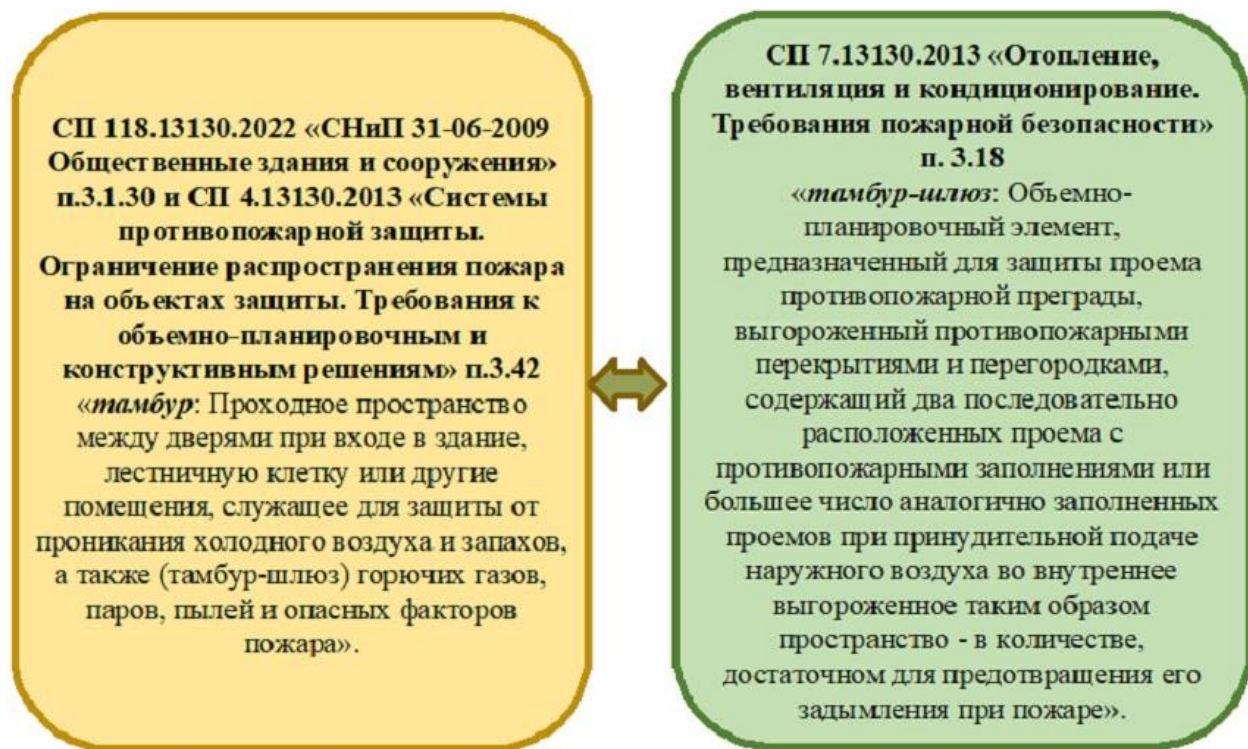 СП 118.13130.2022 «СНиП 31-06-2009
Общественные здания и сооружения»
п.3.1.30 и СП 4.13130.2013 «Системы
противопожарной защиты.
Ограничение распространения пожара
на объектах защиты. Требования к
объемно-планировочным и
конструктивным решениям» п.3.42
«тамбур: Проходное пространство
между дверями при входе в здание,
лестничную клетку или другие
помещения, служащее для защиты от
проникания холодного воздуха и запахов,
а также (тамбур-шлюз) горючих газов,
паров, пылей и опасных факторов
пожара».
СП 7.13130.2013 «Отопление,
вентиляция и кондиционирование.
Требования пожарной безопасности»
п. 3.18
«тамбур-шлюз: Объемно-
планировочный элемент,
предназначенный для защиты проема
противопожарной преграды,
выгороженный противопожарными
перекрытиями и перегородками,
содержащий два последовательно
расположенных проема с
противопожарными заполнениями или
большее число аналогично заполненных
проемов при принудительной подаче
наружного воздуха во внутреннее
выгороженное таким образом
пространство - в количестве,
достаточном для предотвращения его
задымления при пожаре».